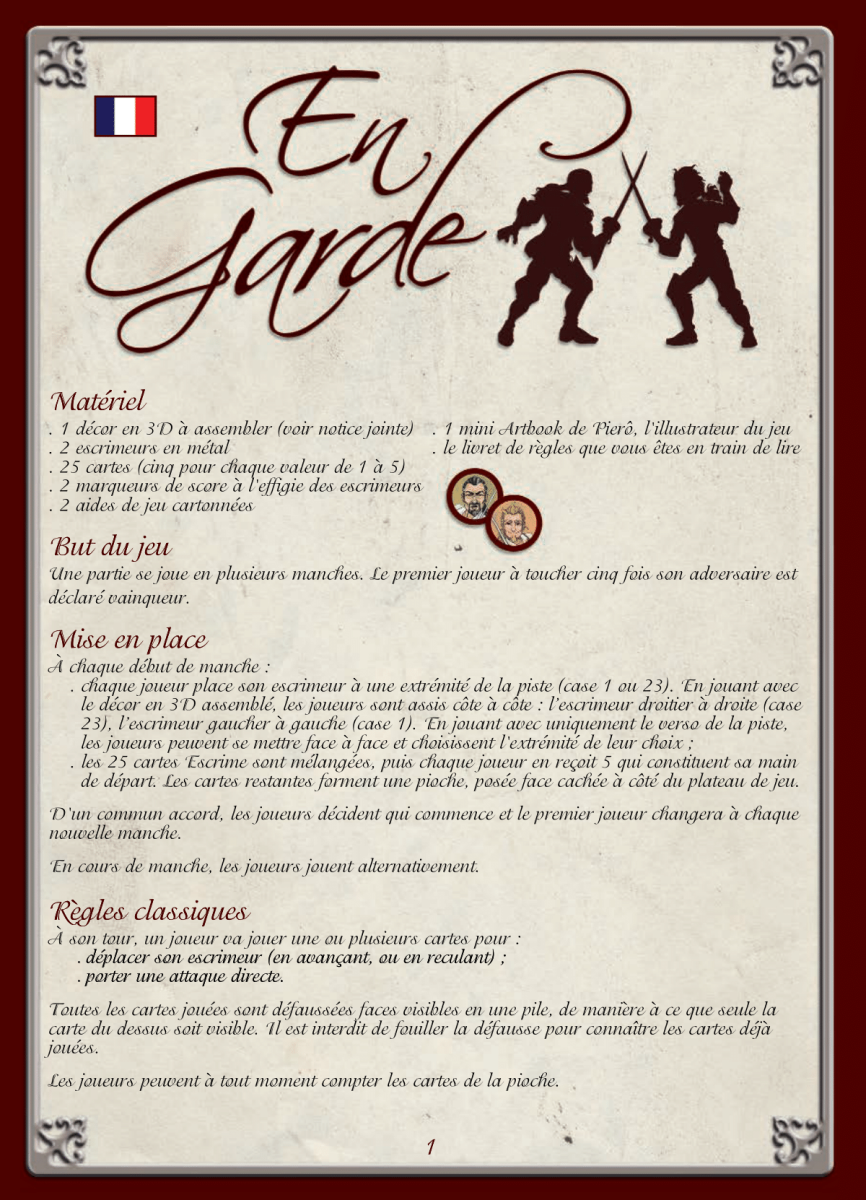 En
Garde
Matériel
. 1 décor en 3D à assembler (voir notice jointe)
. 2 escrimeurs en métal
. 25 cartes (cinq pour chaque valeur de 1 à 5)
. 2 marqueurs de score à l'effigie des escrimeurs
. 2 aides de jeu cartonnées
. 1 mini Artbook de Pierô, l'illustrateur du jeu
. le livret de règles que vous êtes en train de lire
But du jeu
Une partie se joue en plusieurs manches. Le premier joueur à toucher cinq fois son adversaire est
déclaré vainqueur.
Mise en place
À chaque début de manche :
. chaque joueur place son escrimeur à une extrémité de la piste (case 1 ou 23). En jouant avec
le décor en 3D assemblé, les joueurs sont assis côte à côte : l'escrimeur droitier à droite (case
23), l'escrimeur gaucher à gauche (case 1). En jouant avec uniquement le verso de la piste,
les joueurs peuvent se mettre face à face et choisissent l'extrémité de leur choix ;
. les 25 cartes Escrime sont mélangées, puis chaque joueur en reçoit 5 qui constituent sa main
de départ. Les cartes restantes forment une pioche, posée face cachée à côté du plateau de jeu.
D'un commun accord, les joueurs décident qui commence et le premier joueur changera à chaque
nouvelle manche.
En cours de manche, les joueurs jouent alternativement.
Règles classiques
À son tour, un joueur va jouer une ou plusieurs cartes pour :
. déplacer son escrimeur (en avançant, ou en reculant) ;
. porter une attaque directe.
Toutes les cartes jouées sont défaussées faces visibles en une pile, de manière à ce que seule la
carte du dessus soit visible. Il est interdit de fouiller la défausse pour connaître les cartes déjà
jouées.
Les joueurs peuvent à tout moment compter les cartes de la pioche.
1